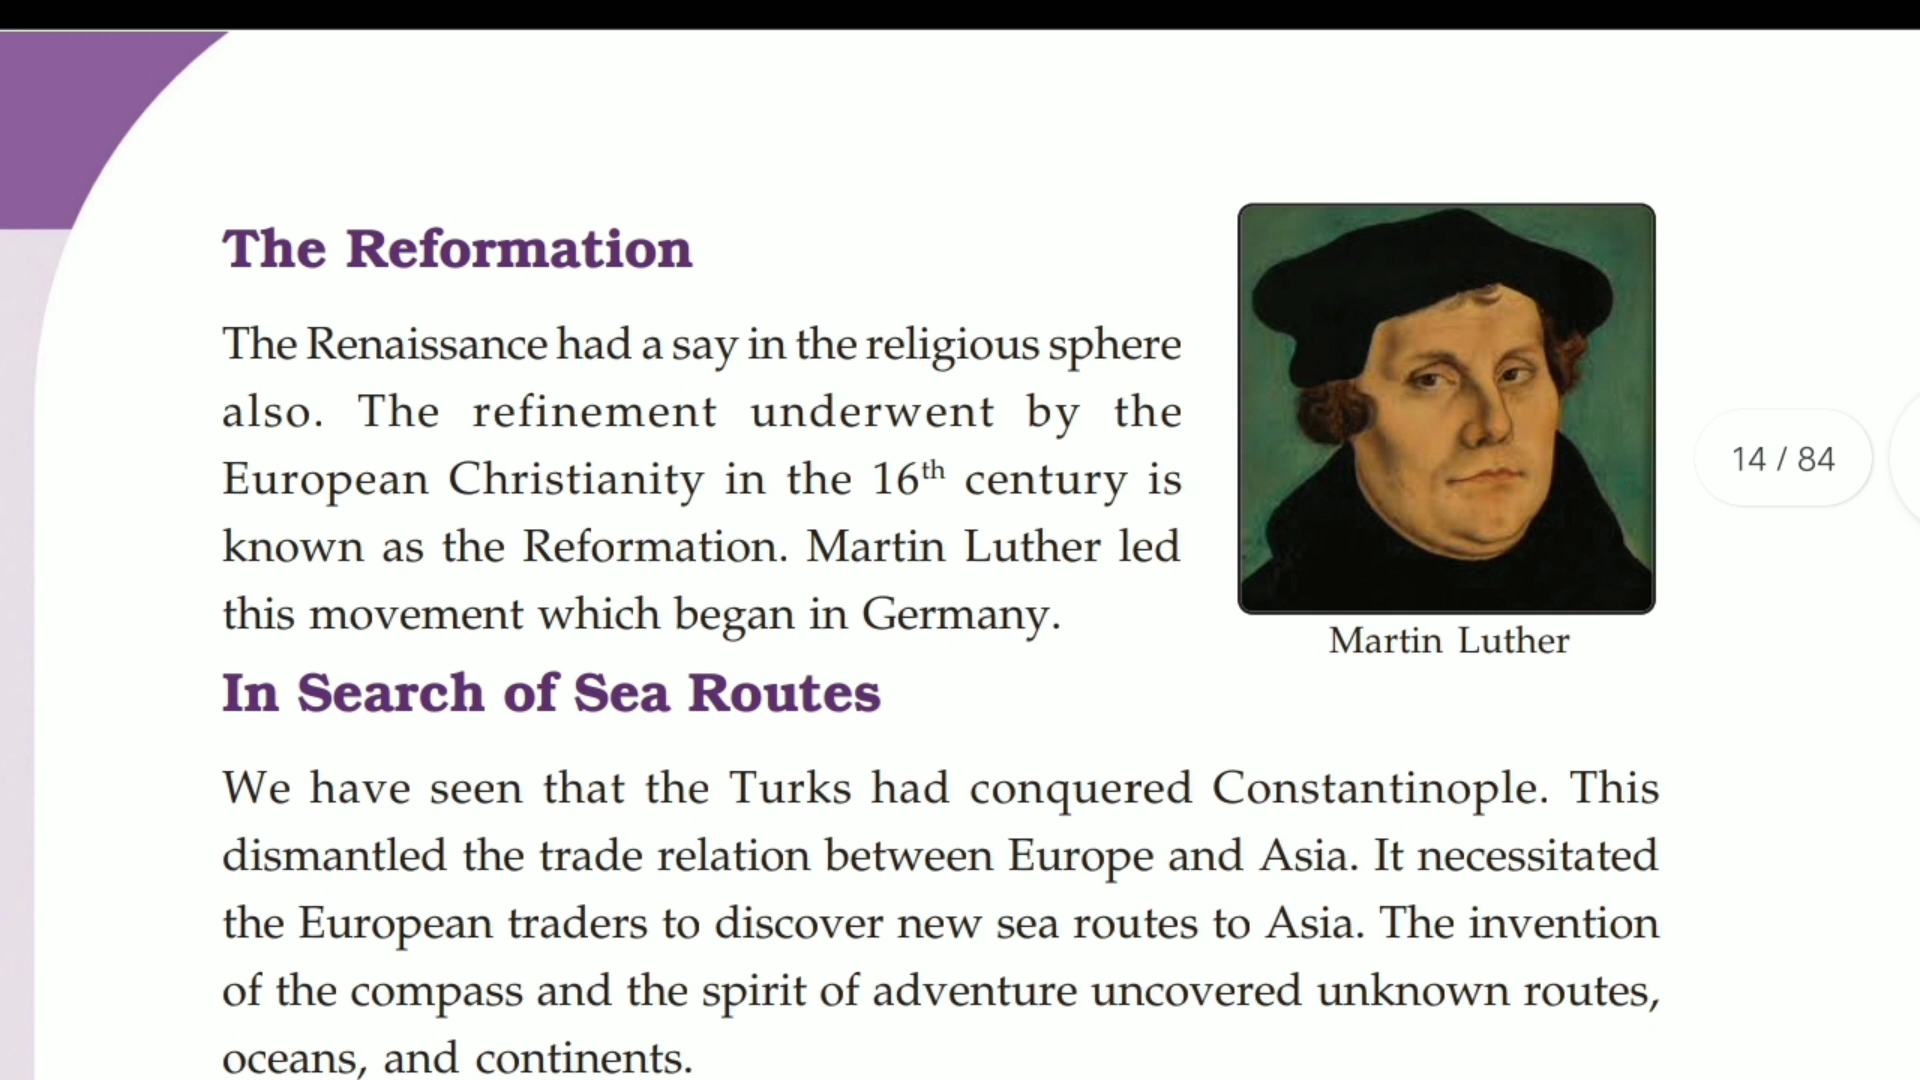 The Reformation
The Renaissance had a say in the religious sphere
also. The refinement underwent by the
European Christianity in the 16th century is
known as the Reformation. Martin Luther led
this movement which began in Germany.
Martin Luther
14 / 84
In Search of Sea Routes
We have seen that the Turks had conquered Constantinople. This
dismantled the trade relation between Europe and Asia. It necessitated
the European traders to discover new sea routes to Asia. The invention
of the compass and the spirit of adventure uncovered unknown routes,
oceans, and continents.